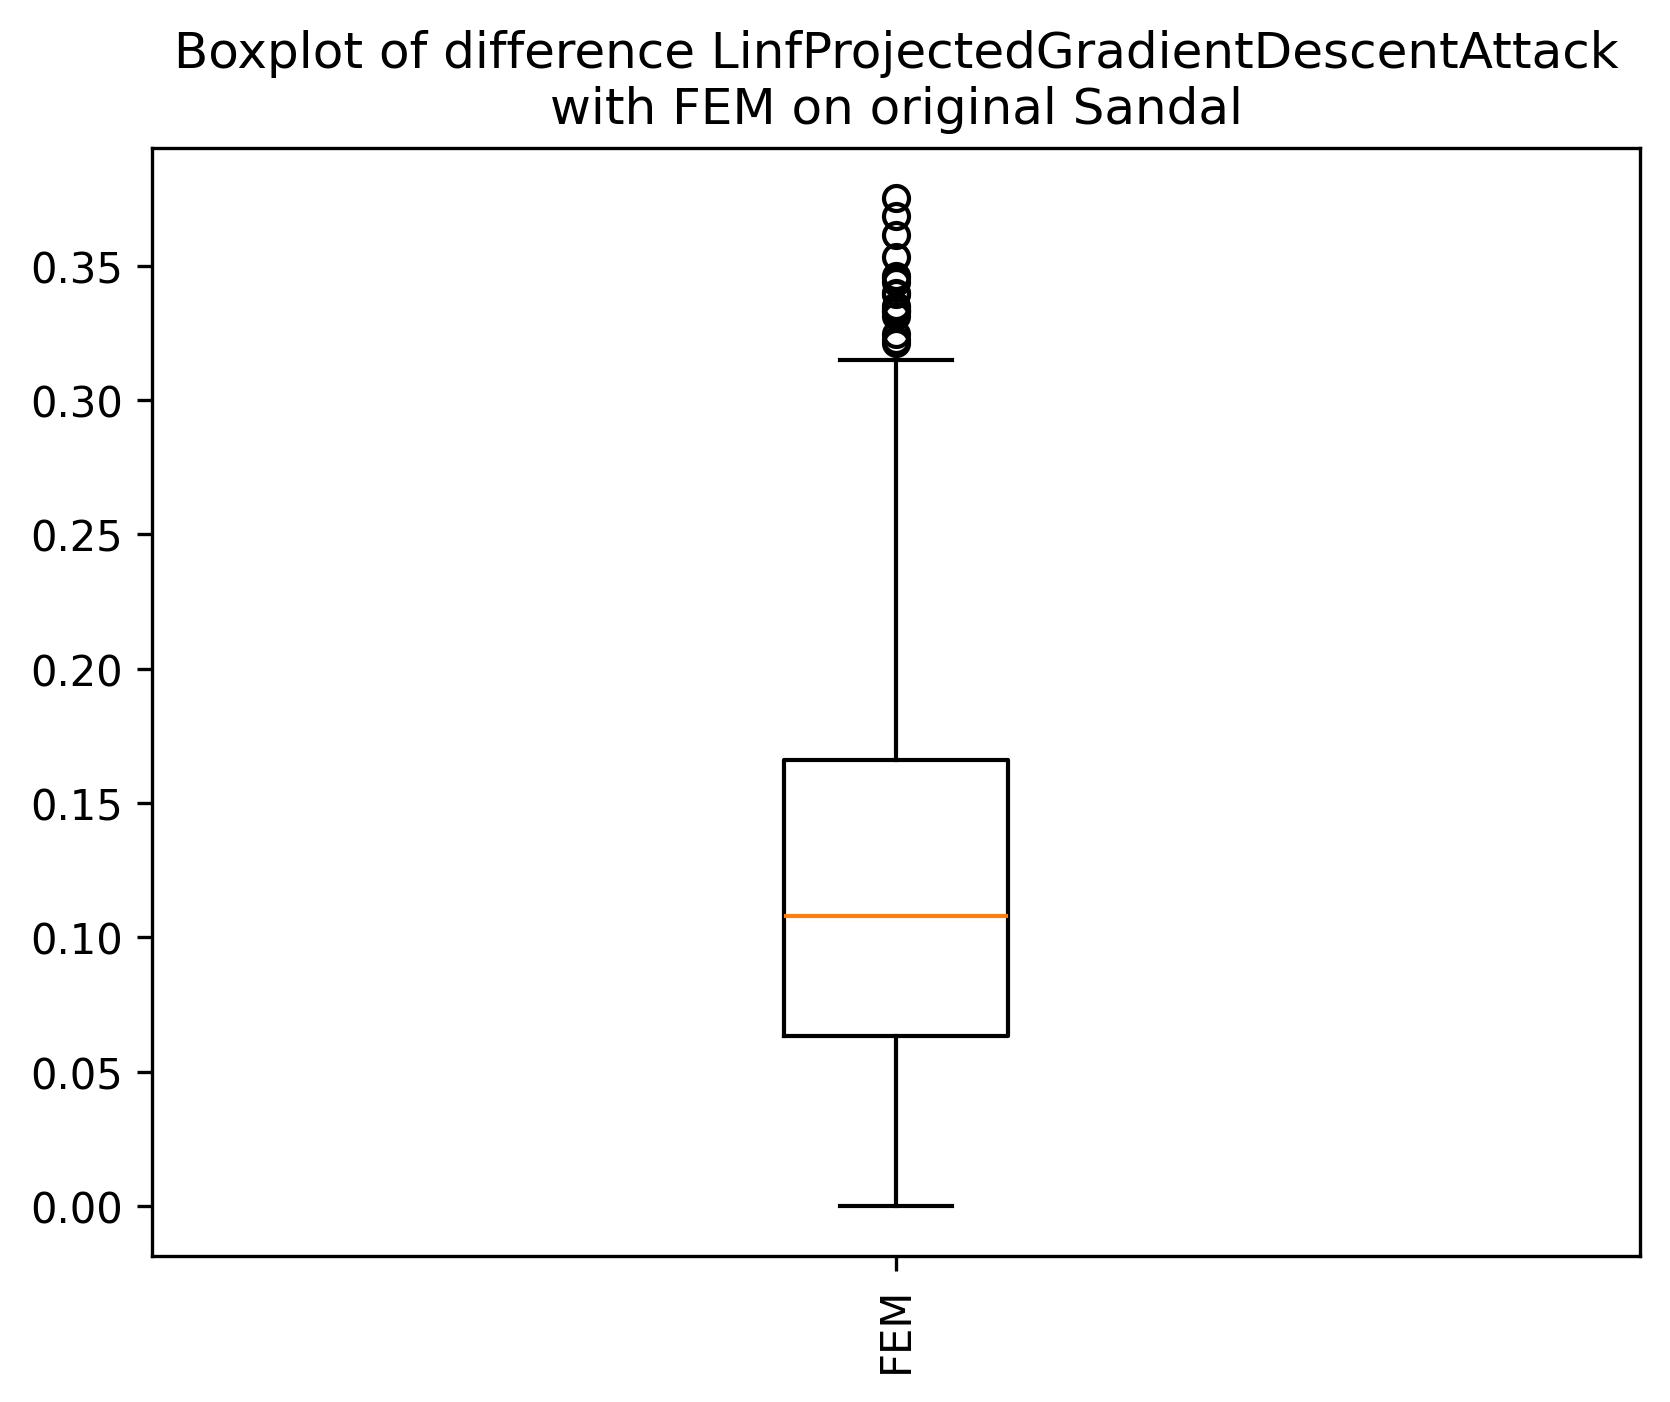 Boxplot of difference LinfProjectedGradientDescentAttack
with FEM on original Sandal
0.35
0.30
0.25
0.20
0.15
0.10
0.05
0.00
FEM